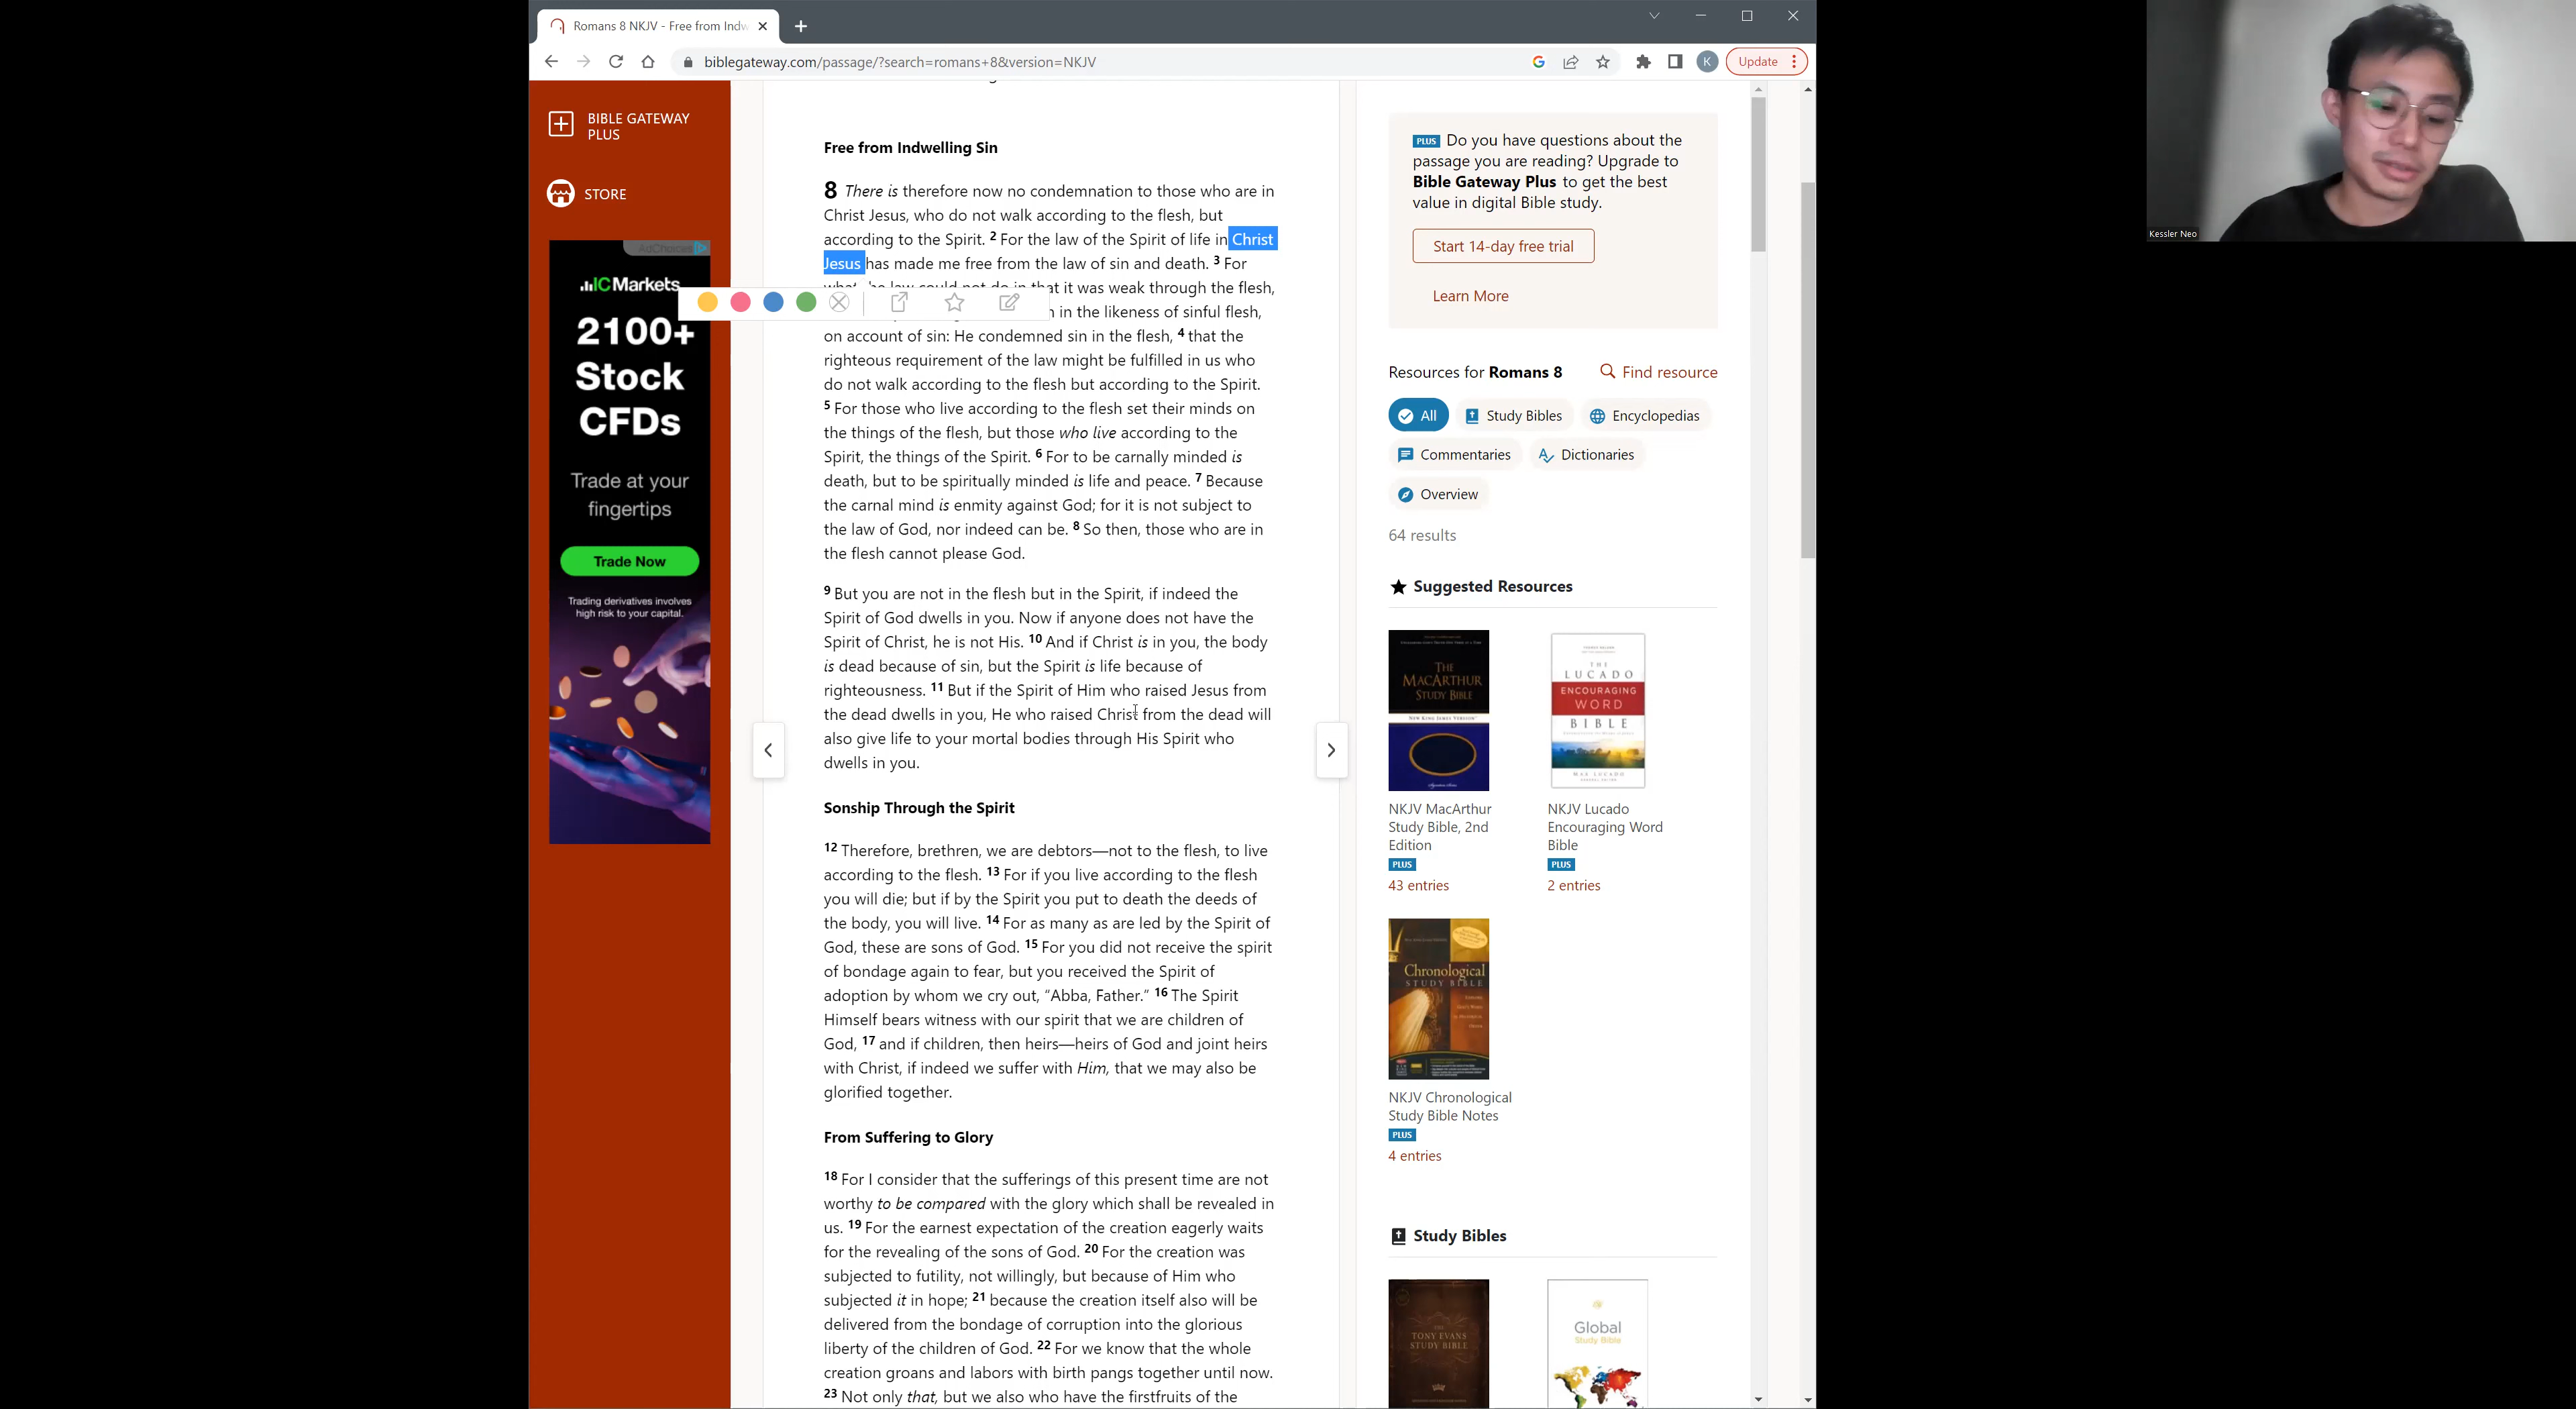 Romans 8 NKJV - Free from Indw
biblegateway.com/passage/?search=romans+8&version=NKJV
K
Update
BIBLE GATEWAY
PLUS
STORE
AdChoices
IC Markets
2100+
Stock
CFDs
Trade at your
fingertips
Trade Now
Trading derivatives involves
high risk to your capital.
Free from Indwelling Sin
8 There is therefore now no condemnation to those who are in
Christ Jesus, who do not walk according to the flesh, but
according to the Spirit. 2 For the law of the Spirit of life in Christ
Jesus has made me free from the law of sin and death. 3 For
what the law could not do in that it was weak through the flesh,
in the likeness of sinful flesh,
on account of sin: He condemned sin in the flesh, 4 that the
righteous requirement of the law might be fulfilled in us who
do not walk according to the flesh but according to the Spirit.
5 For those who live according to the flesh set their minds on
the things of the flesh, but those who live according to the
Spirit, the things of the Spirit. 6 For to be carnally minded is
death, but to be spiritually minded is life and peace. 7 Because
the carnal mind is enmity against God; for it is not subject to
the law of God, nor indeed can be. 8 So then, those who are in
the flesh cannot please God.
9 But you are not in the flesh but in the Spirit, if indeed the
Spirit of God dwells in you. Now if anyone does not have the
Spirit of Christ, he is not His. 10 And if Christ is in you, the body
is dead because of sin, but the Spirit is life because of
righteousness. 11 But if the Spirit of Him who raised Jesus from
the dead dwells in you, He who raised Christ from the dead will
also give life to your mortal bodies through His Spirit who
dwells in you.
Sonship Through the Spirit
12 Therefore, brethren, we are debtors—not to the flesh, to live
according to the flesh. 13 For if you live according to the flesh
you will die; but if by the Spirit you put to death the deeds of
the body, you will live. 14 For as many as are led by the Spirit of
God, these are sons of God. 15 For you did not receive the spirit
of bondage again to fear, but you received the Spirit of
adoption by whom we cry out, “Abba, Father.” 16 The Spirit
Himself bears witness with our spirit that we are children of
God, 17 and if children, then heirs—heirs of God and joint heirs
with Christ, if indeed we suffer with Him, that we may also be
glorified together.
From Suffering to Glory
18 For I consider that the sufferings of this present time are not
worthy to be compared with the glory which shall be revealed in
us. 19 For the earnest expectation of the creation eagerly waits
for the revealing of the sons of God. 20 For the creation was
subjected to futility, not willingly, but because of Him who
subjected it in hope; 21 because the creation itself also will be
delivered from the bondage of corruption into the glorious
liberty of the children of God. 22 For we know that the whole
creation groans and labors with birth pangs together until now.
23 Not only that, but we also who have the firstfruits of the
PLUS Do you have questions about the
passage you are reading? Upgrade to
Bible Gateway Plus to get the best
value in digital Bible study.
Start 14-day free trial
Learn More
Resources for Romans 8
Find resource
All
Study Bibles
Encyclopedias
Commentaries
Dictionaries
Overview
64 results
Suggested Resources
THE
MACARTHUR
STUDY BIBLE
NEW KING JAMES VERSION
THE
LUCADO
ENCOURAGING
WORD
BIBLE
MAX LUCADO
GENERAL EDITOR
NKJV MacArthur
Study Bible, 2nd
Edition
PLUS
43 entries
NKJV Lucado
Encouraging Word
Bible
PLUS
2 entries
Chronological
STUDY BIBLE
NKJV Chronological
Study Bible Notes
PLUS
4 entries
Study Bibles
THE
TONY EVANS
STUDY BIBLE
Global
Study Bible
Kessler Neo